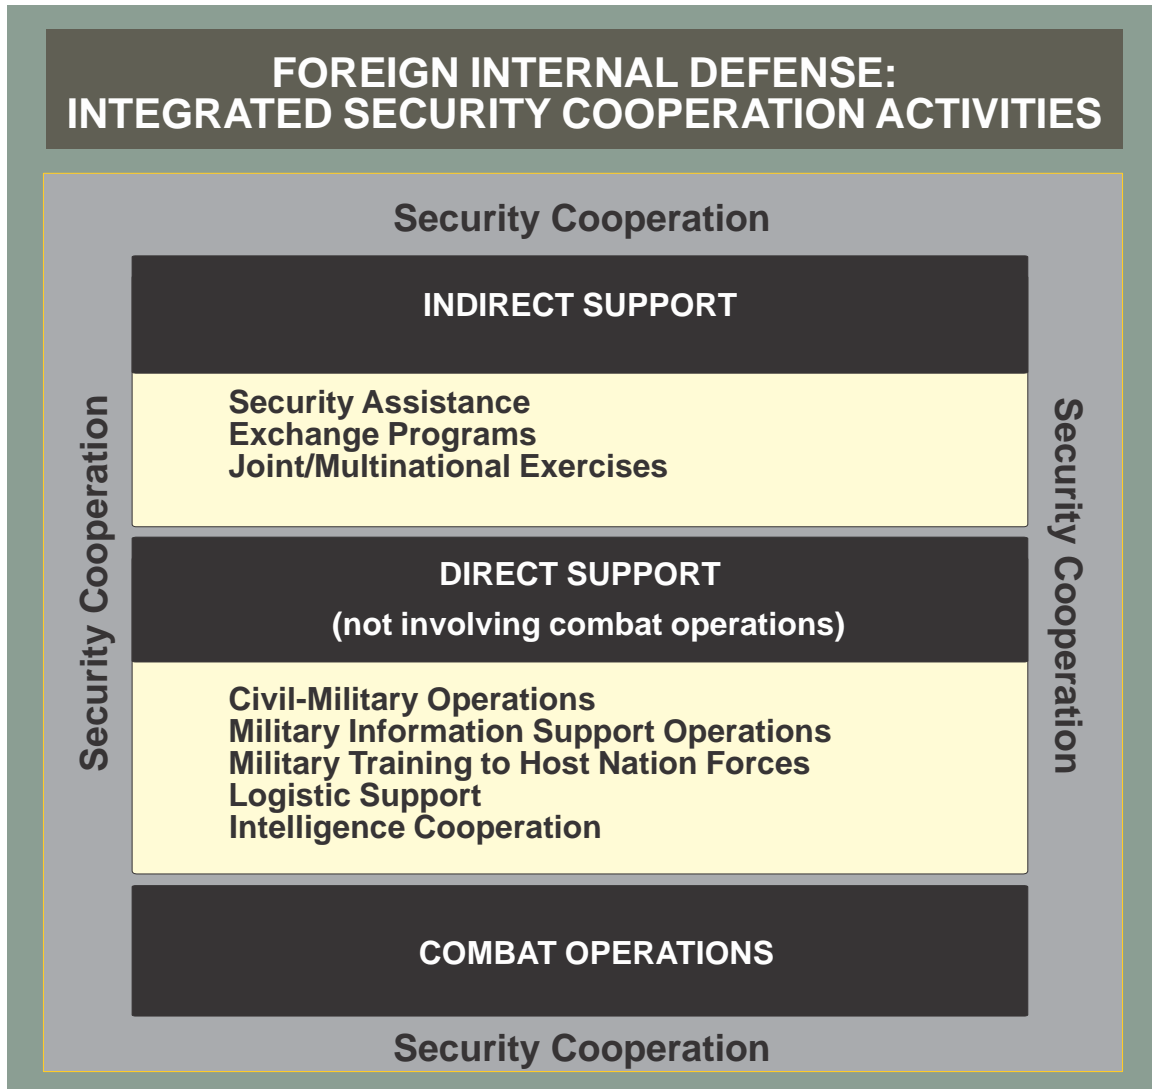 FOREIGN INTERNAL DEFENSE:
INTEGRATED SECURITY COOPERATION ACTIVITIES
Security Cooperation
Security Cooperation
INDIRECT SUPPORT
Security Assistance
Exchange Programs
Joint/Multinational Exercises
DIRECT SUPPORT
(not involving combat operations)
Civil-Military Operations
Military Information Support Operations
Military Training to Host Nation Forces
Logistic Support
Intelligence Cooperation
COMBAT OPERATIONS
Security Cooperation
Security Cooperation